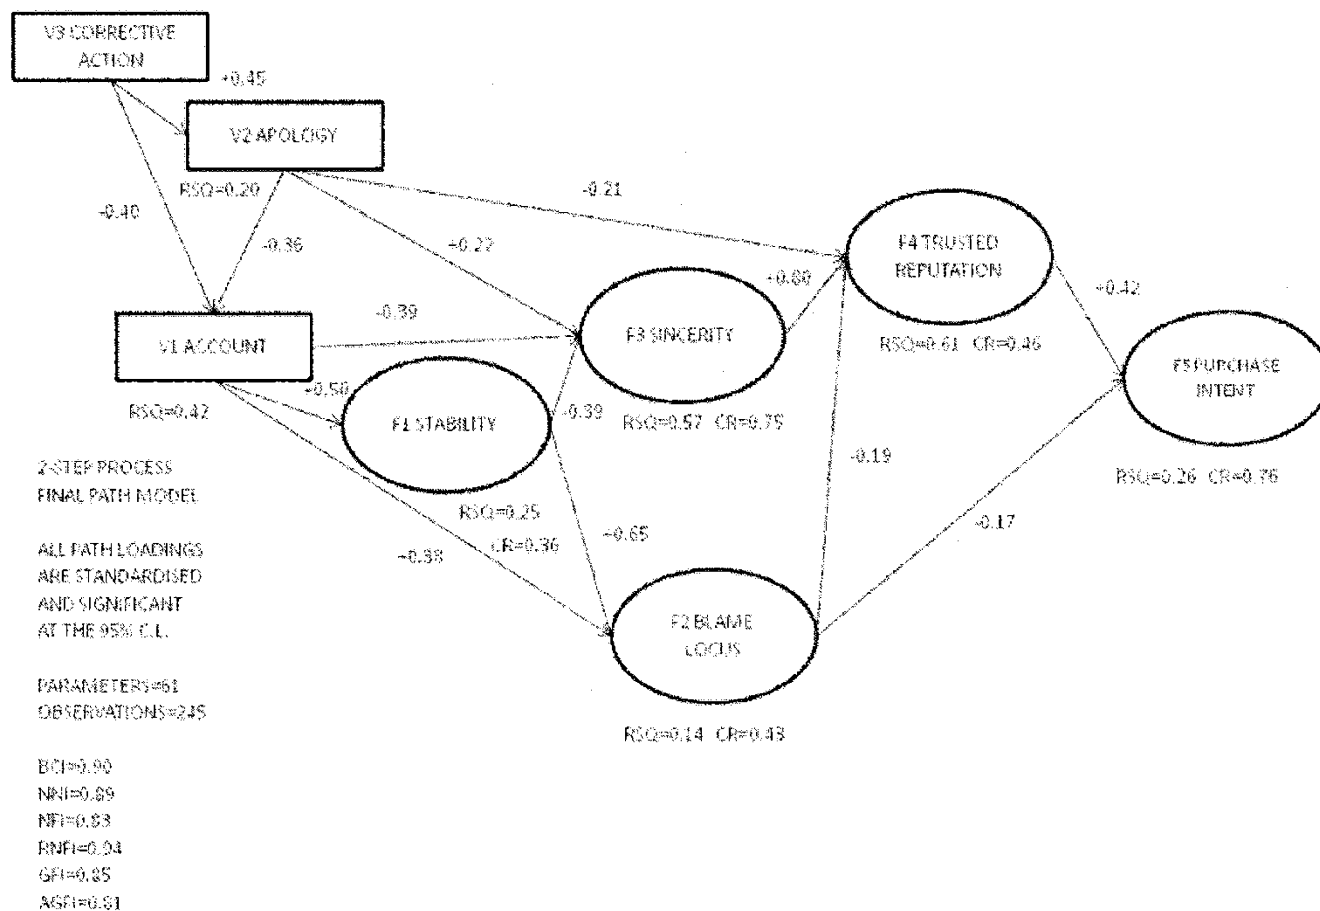 V3 CORRECTIVE
ACTION
+0.45
V2 APOLOGY
RSQ=0.20
-0.21
-0.40
-0.36
+0.22
F4 TRUSTED
REPUTATION
+0.80
+0.42
-0.39
V1 ACCOUNT
F3 SINCERITY
RSQ=0.61 CR=0.46
F5 PURCHASE
INTENT
+0.50
RSQ=0.42
F1 STABILITY
-0.39
RSQ=0.57 CR=0.75
-0.19
2-STEP PROCESS
FINAL PATH MODEL
RSQ=0.26 CR=0.76
RSQ=0.25
CR=0.36
+0.65
-0.17
ALL PATH LOADINGS
ARE STANDARDISED
AND SIGNIFICANT
AT THE 95% C.L.
F2 BLAME
LOCUS
PARAMETERS=61
OBSERVATIONS=245
RSQ=0.14 CR=0.43
BCI=0.90
NNI=0.89
NFI=0.83
RNFI=0.94
GFI=0.85
AGFI=0.81